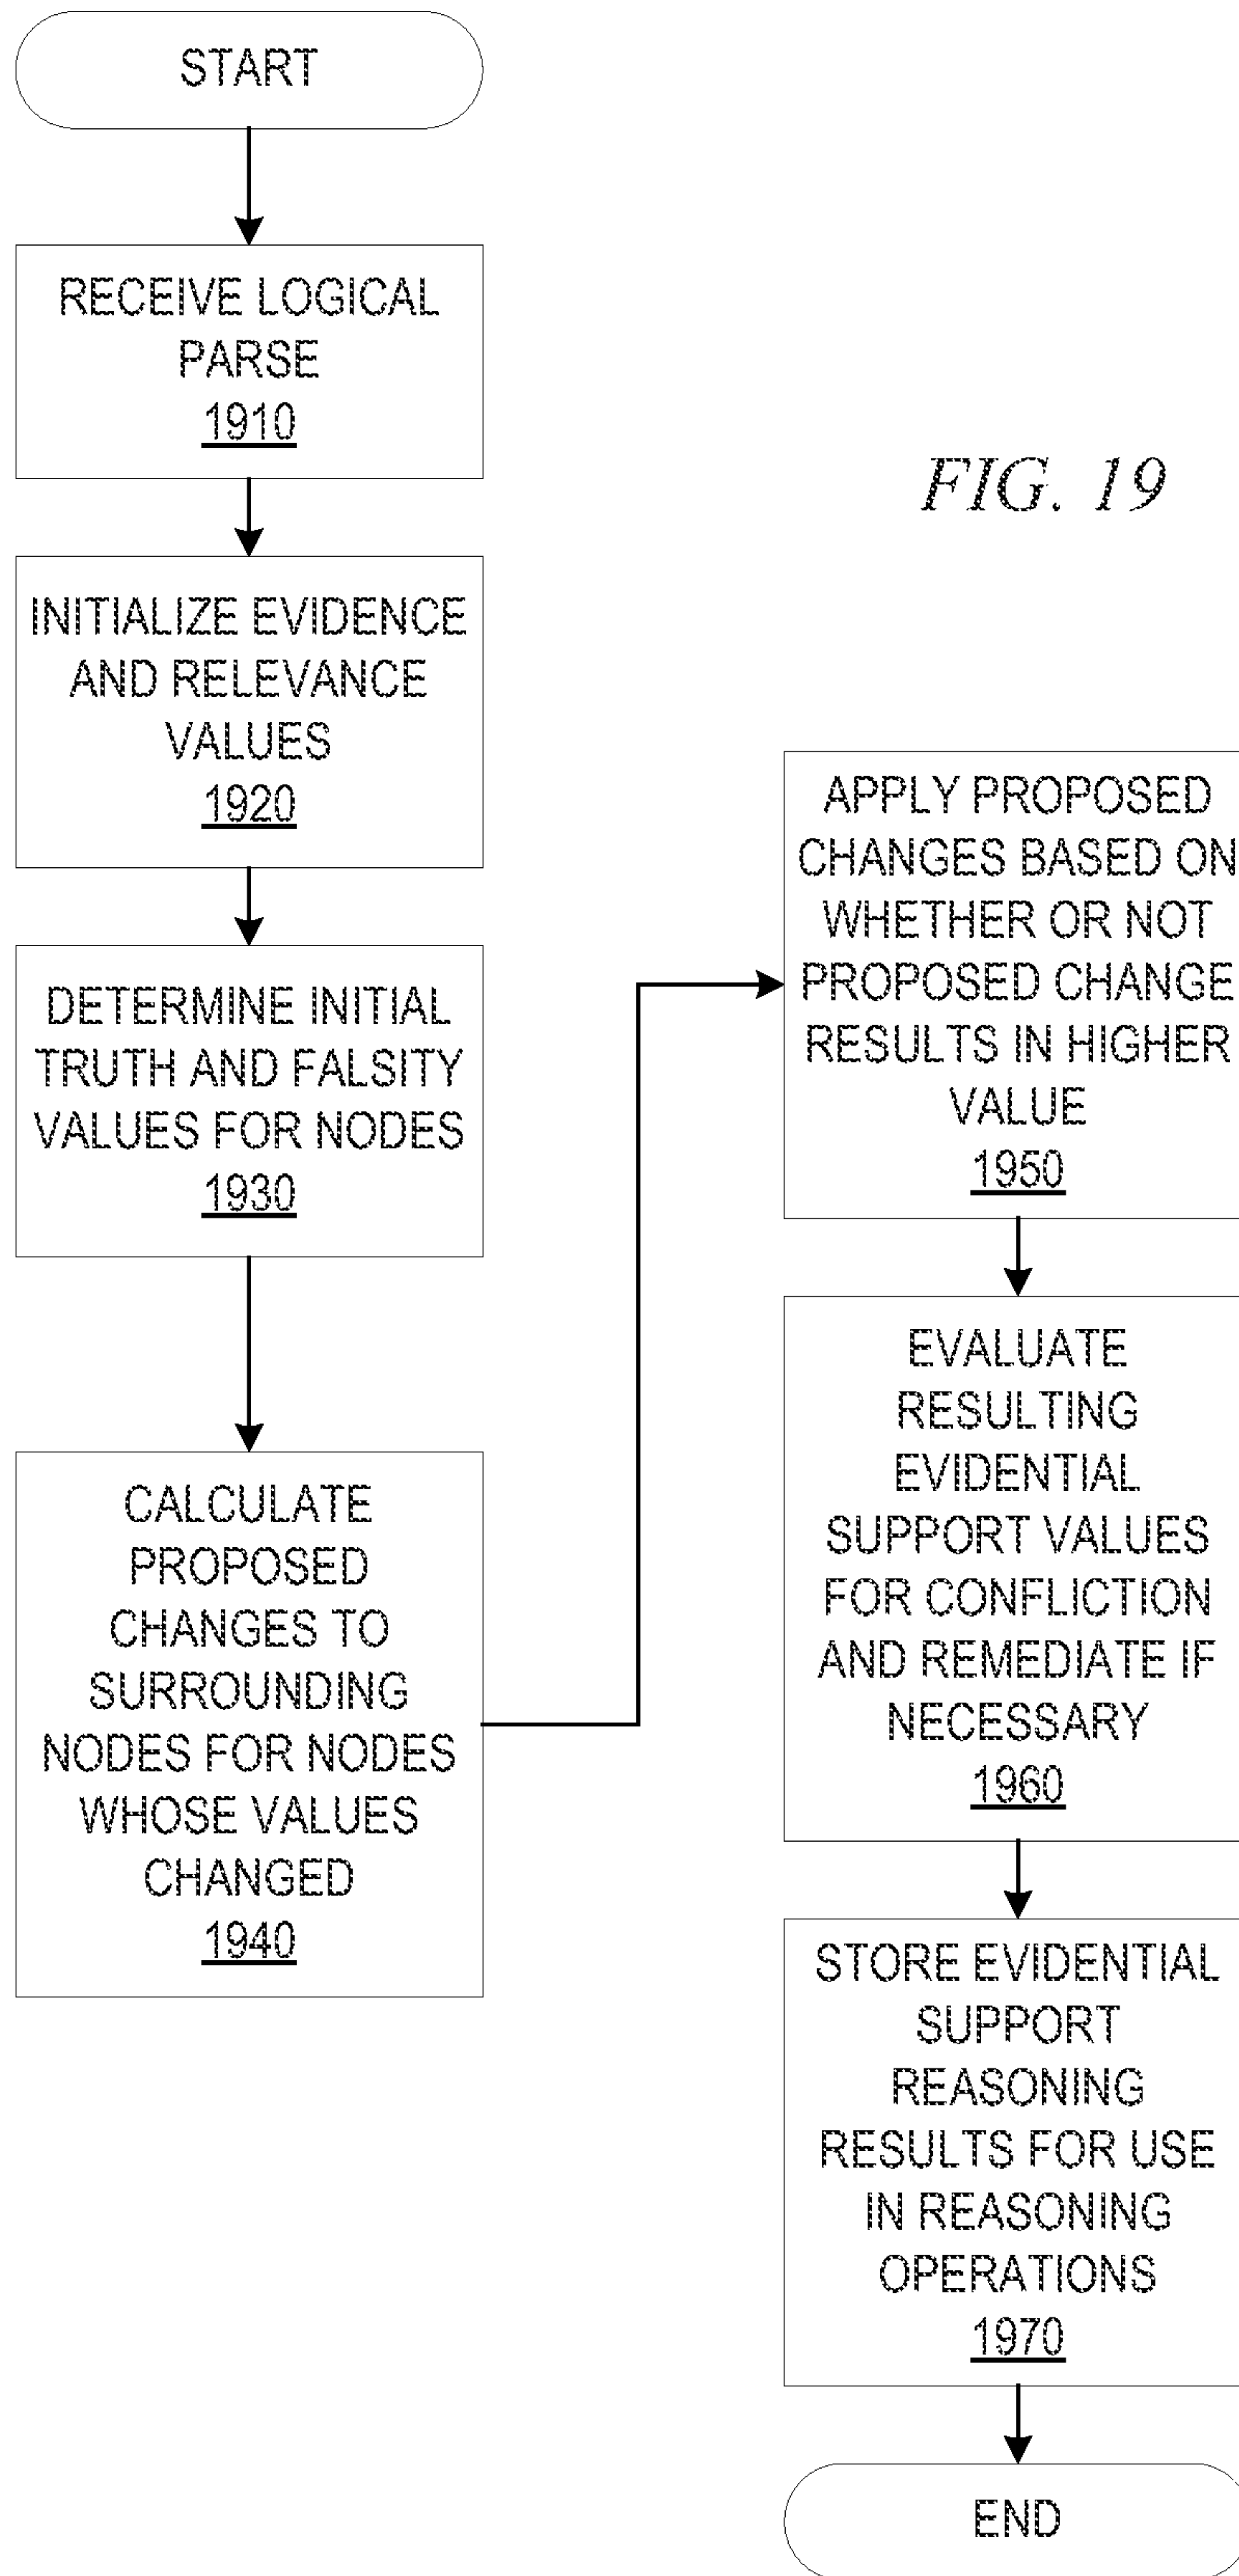 START
RECEIVE LOGICAL
PARSE
1910
INITIALIZE EVIDENCE
AND RELEVANCE
VALUES
1920
DETERMINE INITIAL
TRUTH AND FALSITY
VALUES FOR NODES
1930
CALCULATE
PROPOSED
CHANGES TO
SURROUNDING
NODES FOR NODES
WHOSE VALUES
CHANGED
1940
FIG. 19
APPLY PROPOSED
CHANGES BASED ON
WHETHER OR NOT
PROPOSED CHANGE
RESULTS IN HIGHER
VALUE
1950
EVALUATE
RESULTING
EVIDENTIAL
SUPPORT VALUES
FOR CONFLICTION
AND REMEDIATE IF
NECESSARY
1960
STORE EVIDENTIAL
SUPPORT
REASONING
RESULTS FOR USE
IN REASONING
OPERATIONS
1970
END